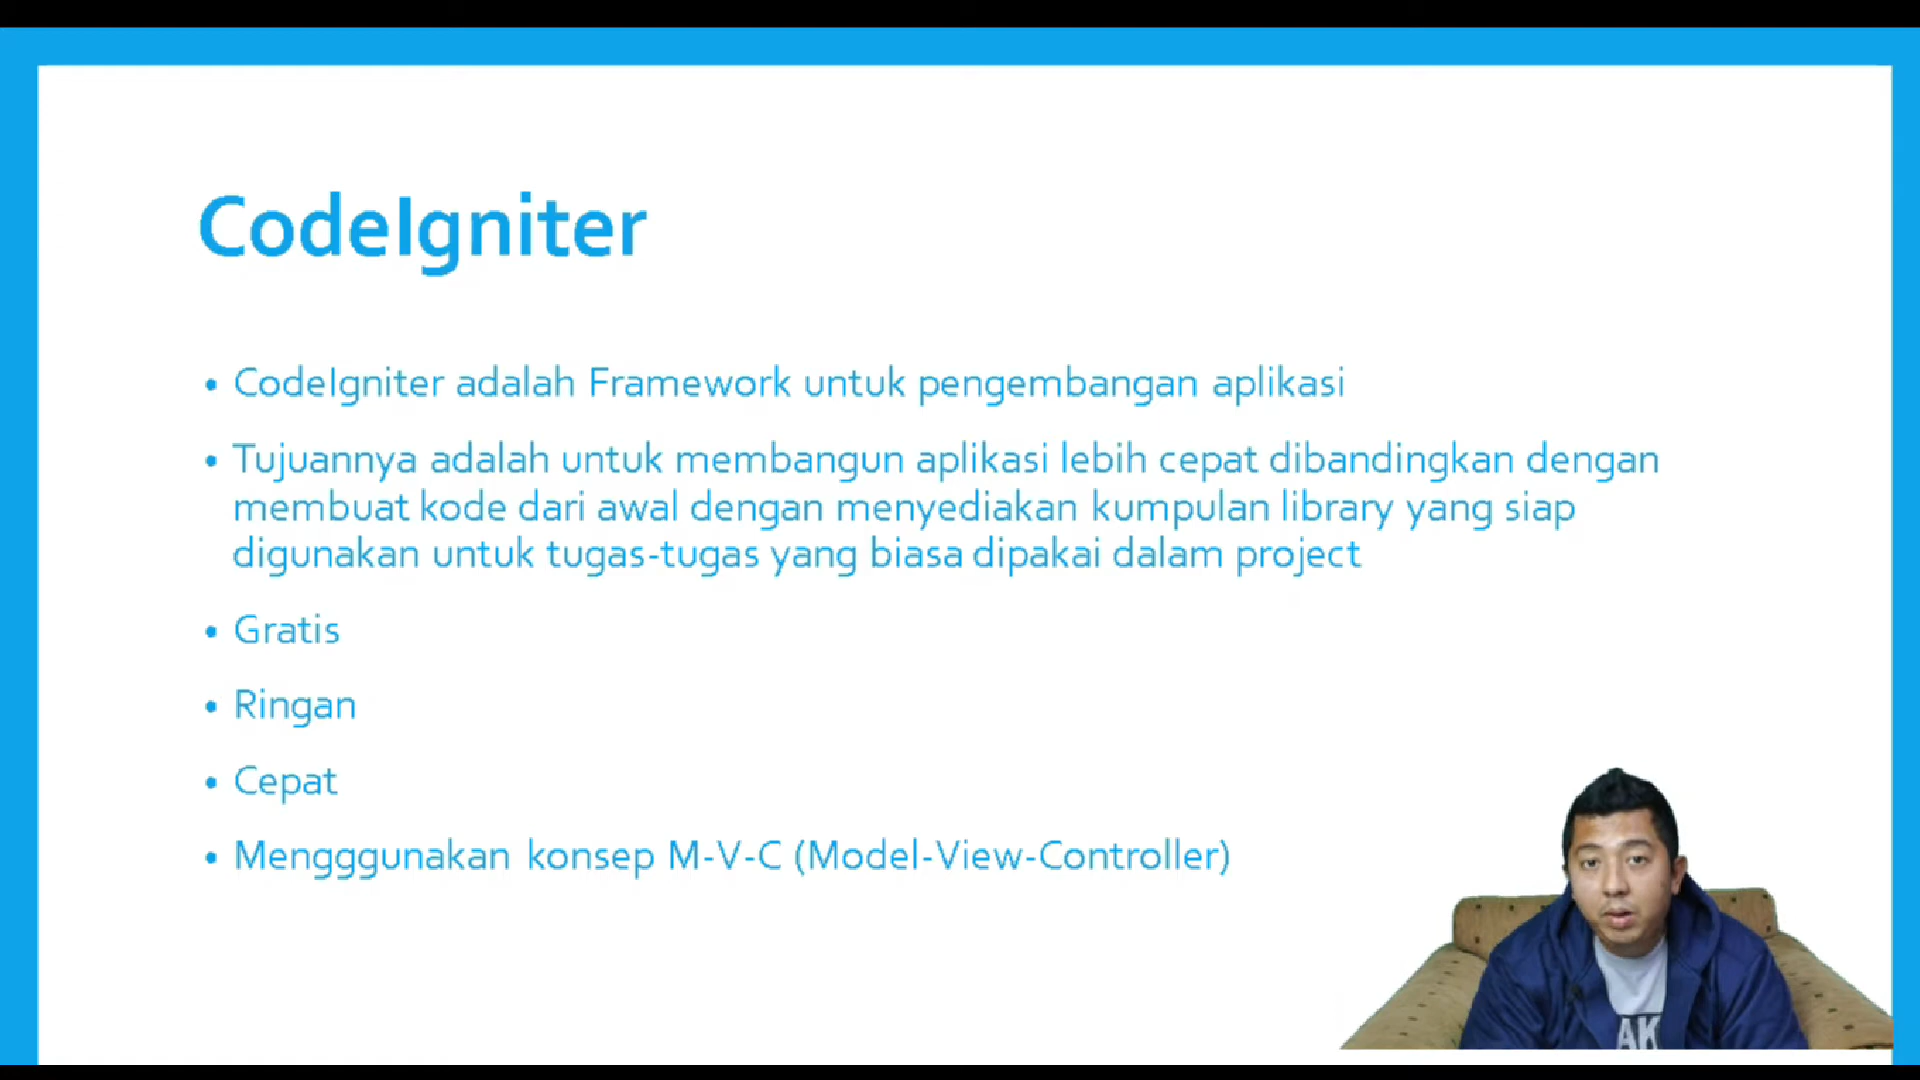 CodeIgniter
• CodeIgniter adalah Framework untuk pengembangan aplikasi
• Tujuannya adalah untuk membangun aplikasi lebih cepat dibandingkan dengan
membuat kode dari awal dengan menyediakan kumpulan library yang siap
digunakan untuk tugas-tugas yang biasa dipakai dalam project
• Gratis
• Ringan
• Cepat
• Mengggunakan konsep M-V-C (Model-View-Controller)
AK